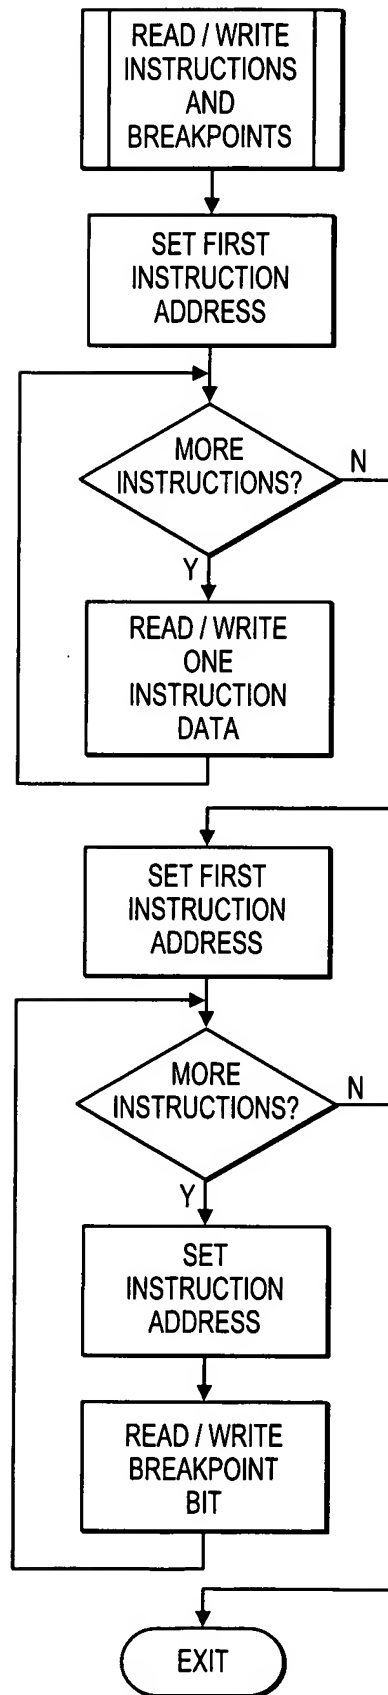 READ / WRITE
INSTRUCTIONS
AND
BREAKPOINTS
SET FIRST
INSTRUCTION
ADDRESS
MORE
INSTRUCTIONS?
N
Y
READ / WRITE
ONE
INSTRUCTION
DATA
SET FIRST
INSTRUCTION
ADDRESS
MORE
INSTRUCTIONS?
N
Y
SET
INSTRUCTION
ADDRESS
READ / WRITE
BREAKPOINT
BIT
EXIT